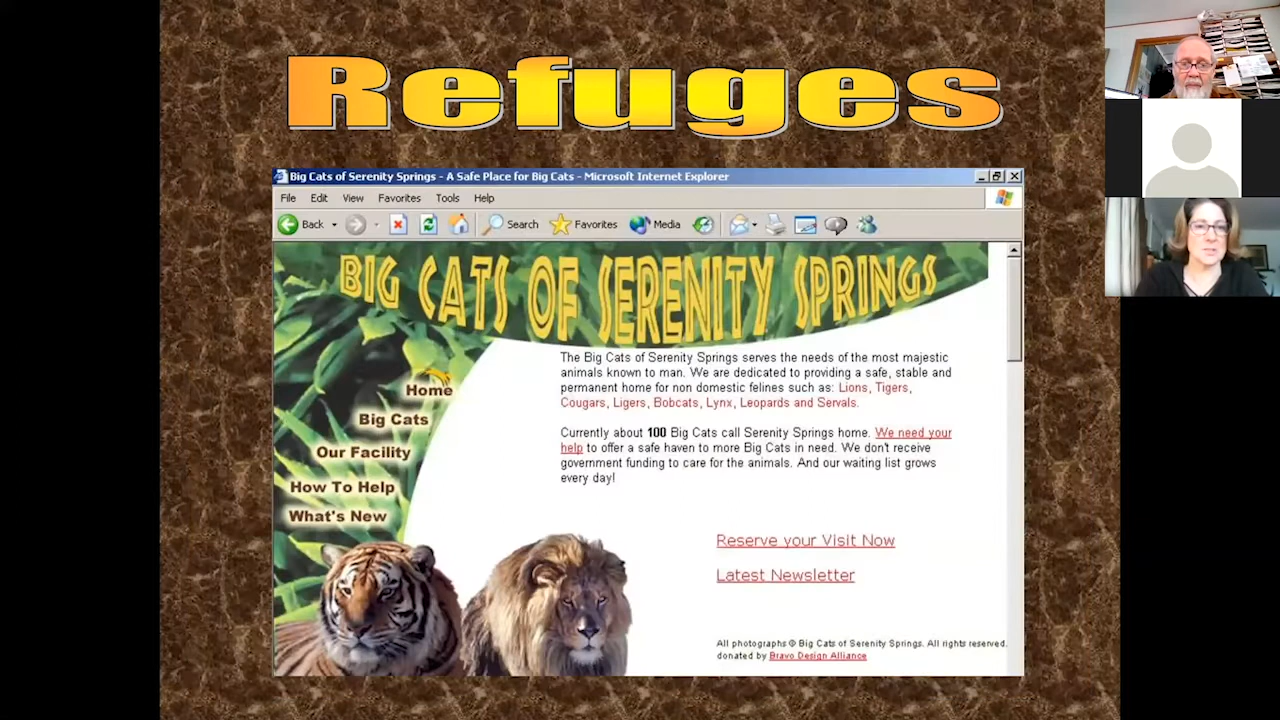 Refuges
Big Cats of Serenity Springs - A Safe Place for Big Cats - Microsoft Internet Explorer
File Edit View Favorites Tools Help
Back Search Favorites Media
BIG CATS OF SERENITY SPRINGS
Home
Big Cats
Our Facility
How To Help
What's New
The Big Cats of Serenity Springs serves the needs of the most majestic
animals known to man. We are dedicated to providing a safe, stable and
permanent home for non domestic felines such as: Lions, Tigers,
Cougars, Ligers, Bobcats, Lynx, Leopards and Servals.
Currently about 100 Big Cats call Serenity Springs home. We need your
help to offer a safe haven to more Big Cats in need. We don't receive
government funding to care for the animals. And our waiting list grows
every day!
Reserve your Visit Now
Latest Newsletter
All photographs © Big Cats of Serenity Springs. All rights reserved.
donated by Bravo Design Alliance